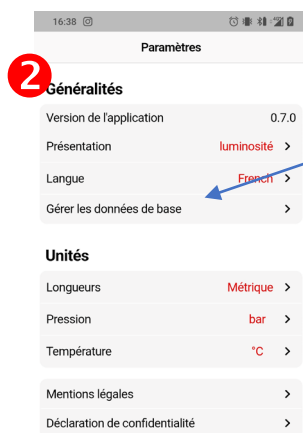 16:38
Paramètres
2
Généralités
Version de l'application 0.7.0
Présentation luminosité >
Langue French >
Gérer les données de base >
Unités
Longueurs Métrique >
Pression bar >
Température °C >
Mentions légales >
Déclaration de confidentialité >